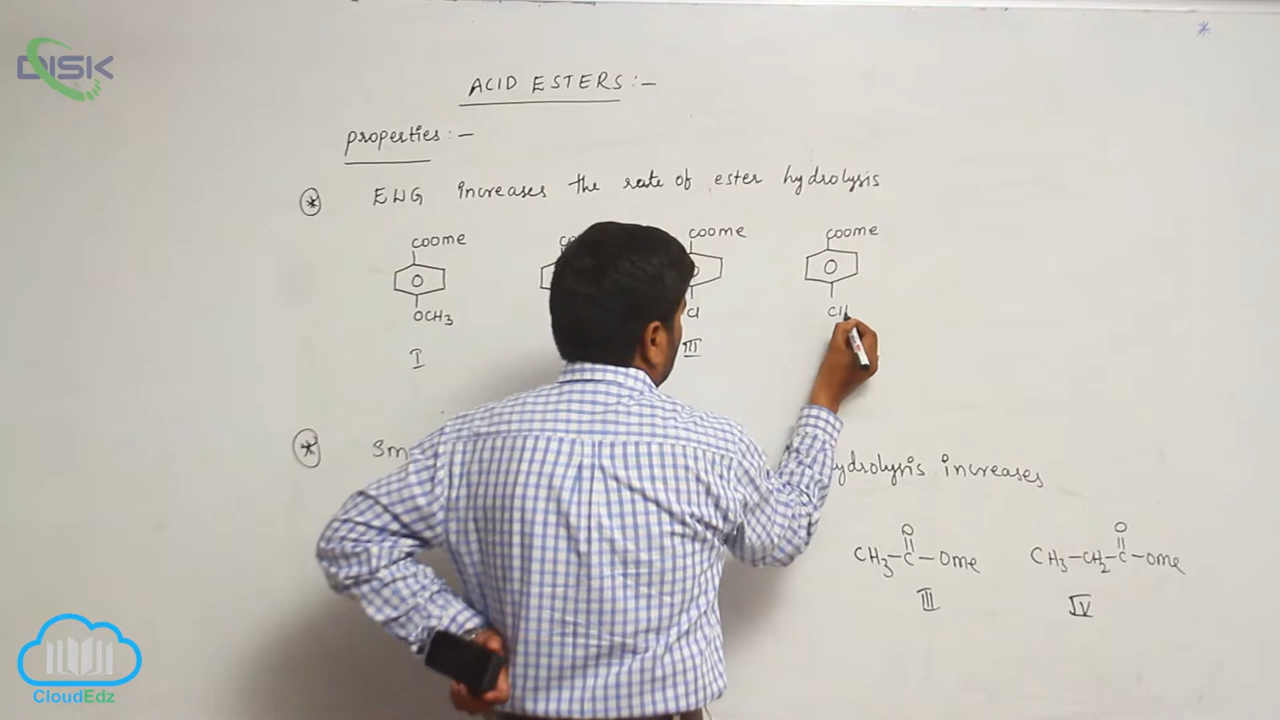 DISK
ACID ESTERS :-
properties :-
* EWG increases the rate of ester hydrolysis
COOMe COOMe COOMe
OCH3 Cl
I III
* hydrolysis increases
O O
CH3-C-OMe CH3-CH2-C-OMe
III IV
CloudEdz